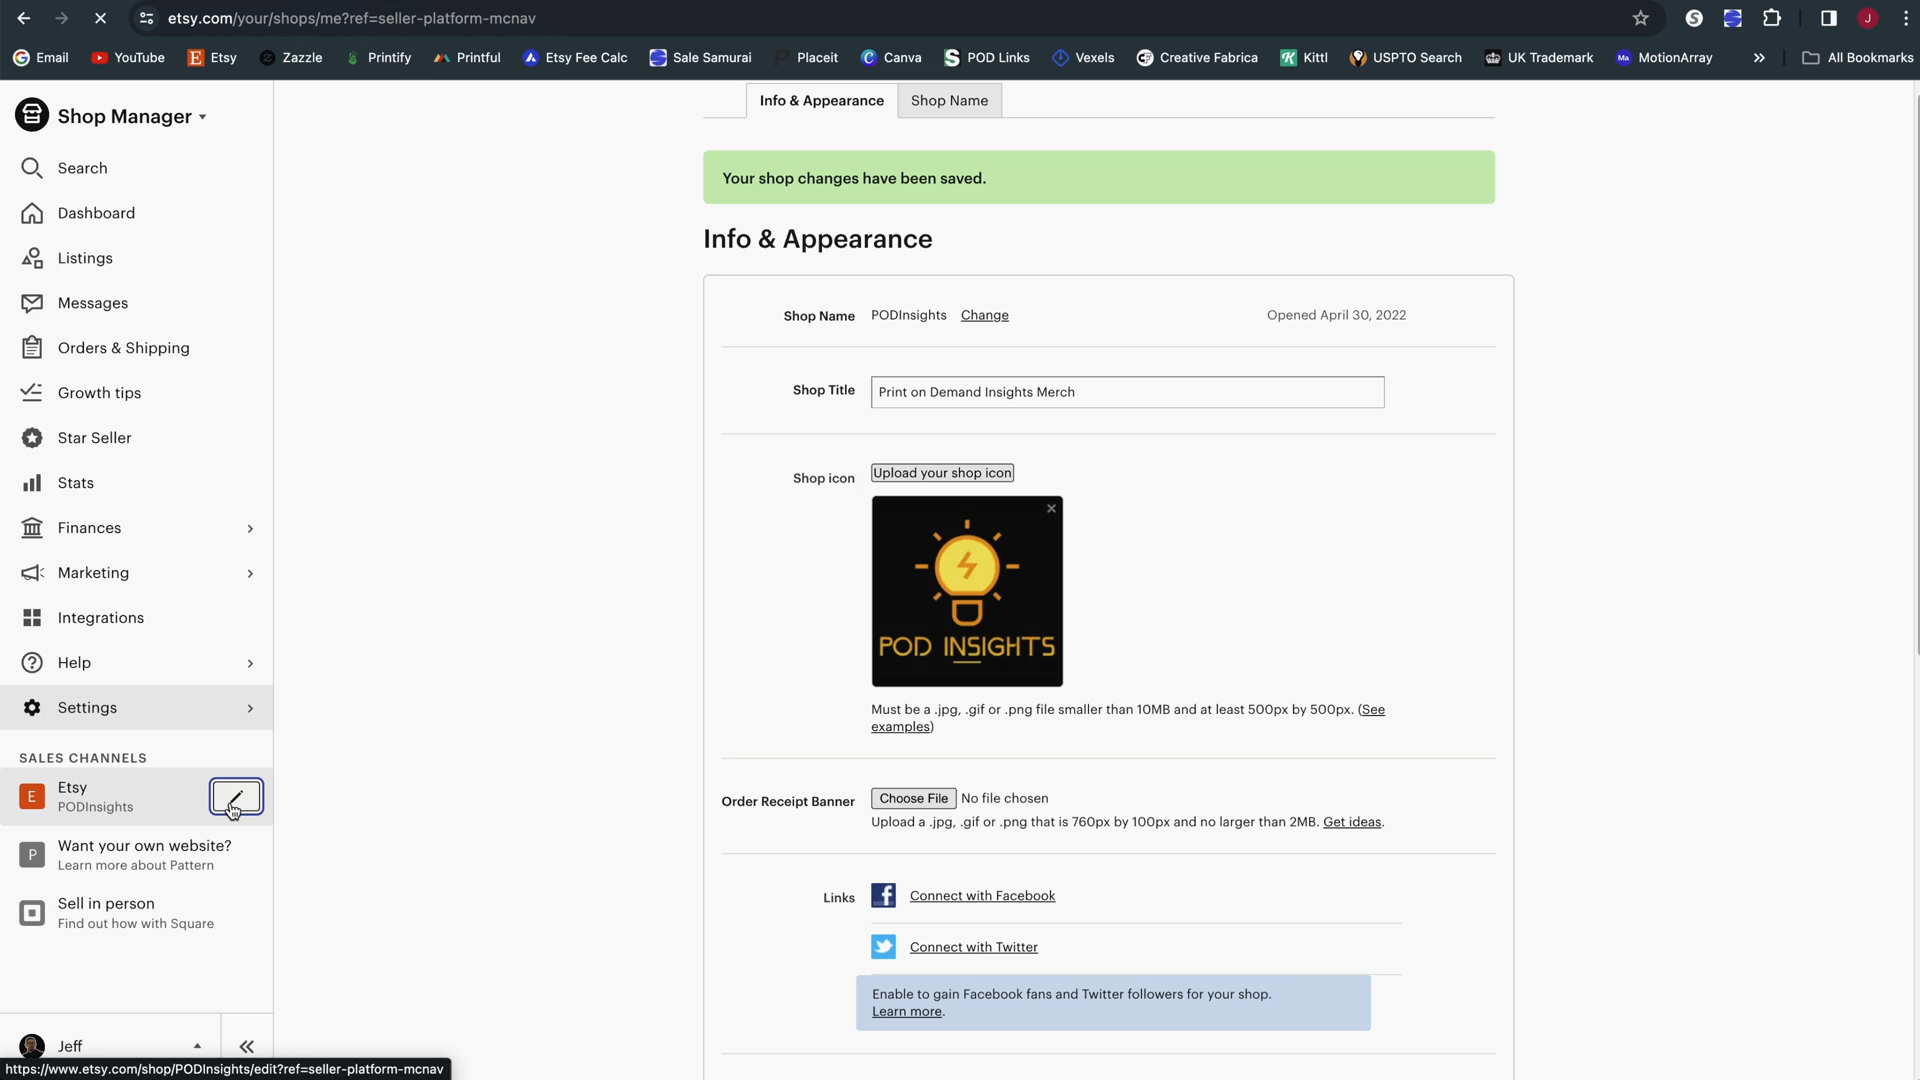 etsy.com/your/shops/me?ref=seller-platform-mcnav
J
Email
YouTube
E Etsy
Zazzle
Printify
Printful
Etsy Fee Calc
Sale Samurai
Placeit
Canva
POD Links
Vexels
Creative Fabrica
Kittl
USPTO Search
UK Trademark
MotionArray
All Bookmarks
Shop Manager
Search
Dashboard
Listings
Messages
Orders & Shipping
Growth tips
Star Seller
Stats
Finances
Marketing
Integrations
Help
Settings
SALES CHANNELS
E
Etsy
PODInsights
P
Want your own website?
Learn more about Pattern
Sell in person
Find out how with Square
Jeff
https://www.etsy.com/shop/PODInsights/edit?ref=seller-platform-mcnav
Info & Appearance
Shop Name
Your shop changes have been saved.
Info & Appearance
Shop Name PODInsights Change Opened April 30, 2022
Shop Title Print on Demand Insights Merch
Shop icon Upload your shop icon
POD INSIGHTS
Must be a .jpg, .gif or .png file smaller than 10MB and at least 500px by 500px. (See
examples)
Order Receipt Banner Choose File No file chosen
Upload a .jpg, .gif or .png that is 760px by 100px and no larger than 2MB. Get ideas.
Links Connect with Facebook
Connect with Twitter
Enable to gain Facebook fans and Twitter followers for your shop.
Learn more.